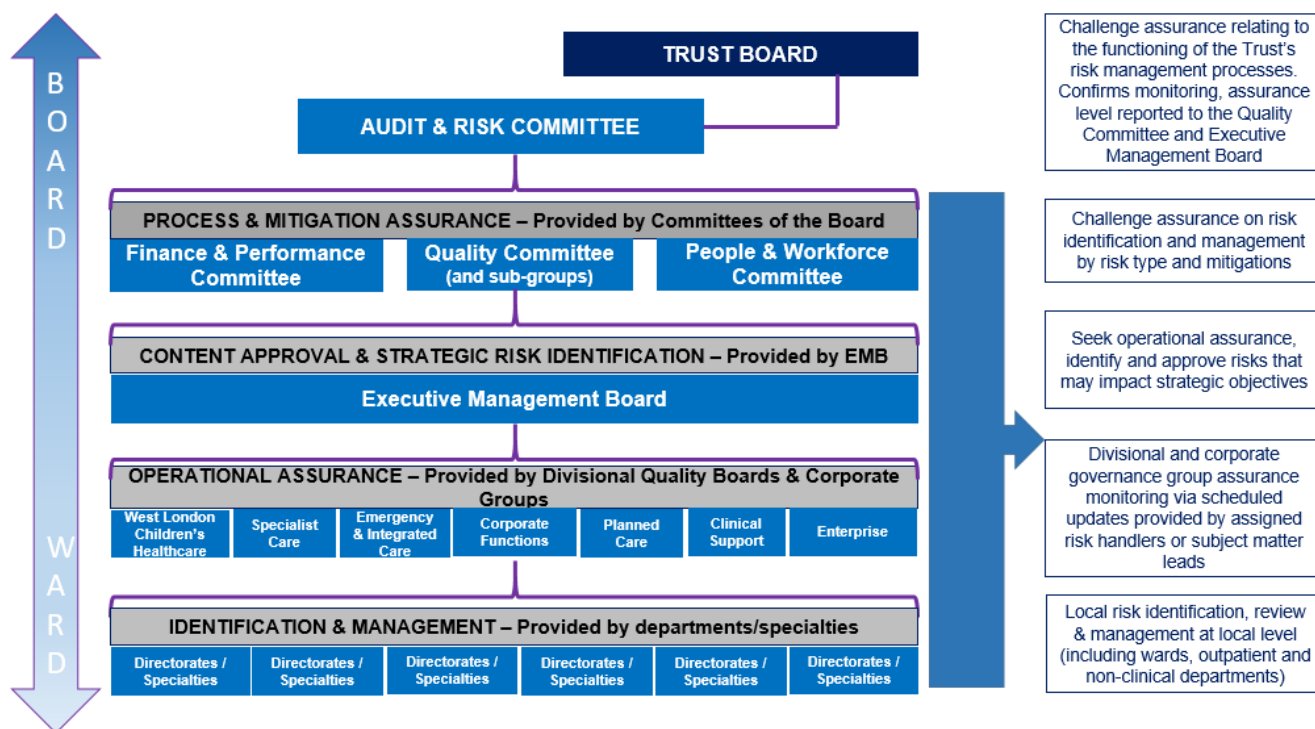 BOARD
WARD
TRUST BOARD
AUDIT & RISK COMMITTEE
PROCESS & MITIGATION ASSURANCE – Provided by Committees of the Board
Finance & Performance
Committee
Quality Committee
(and sub-groups)
People & Workforce
Committee
CONTENT APPROVAL & STRATEGIC RISK IDENTIFICATION – Provided by EMB
Executive Management Board
OPERATIONAL ASSURANCE – Provided by Divisional Quality Boards & Corporate
Groups
West London
Children's
Healthcare
Specialist
Care
Emergency
& Integrated
Care
Corporate
Functions
Planned
Care
Clinical
Support
Enterprise
IDENTIFICATION & MANAGEMENT – Provided by departments/specialties
Directorates /
Specialties
Directorates /
Specialties
Directorates /
Specialties
Directorates /
Specialties
Directorates /
Specialties
Directorates /
Specialties
Challenge assurance relating to
the functioning of the Trust's
risk management processes.
Confirms monitoring, assurance
level reported to the Quality
Committee and Executive
Management Board
Challenge assurance on risk
identification and management
by risk type and mitigations
Seek operational assurance,
identify and approve risks that
may impact strategic objectives
Divisional and corporate
governance group assurance
monitoring via scheduled
updates provided by assigned
risk handlers or subject matter
leads
Local risk identification, review
& management at local level
(including wards, outpatient and
non-clinical departments)